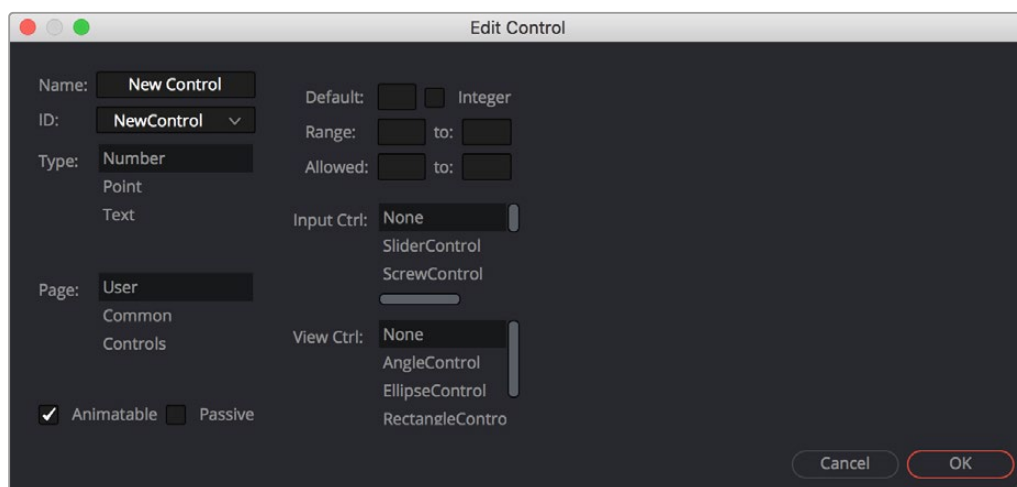 Edit Control
Name: New Control
ID: NewControl
Type: Number
Point
Text
Page: User
Common
Controls
Animatable Passive
Default: Integer
Range: to:
Allowed: to:
Input Ctrl: None
SliderControl
ScrewControl
View Ctrl: None
AngleControl
EllipseControl
RectangleContro
Cancel OK